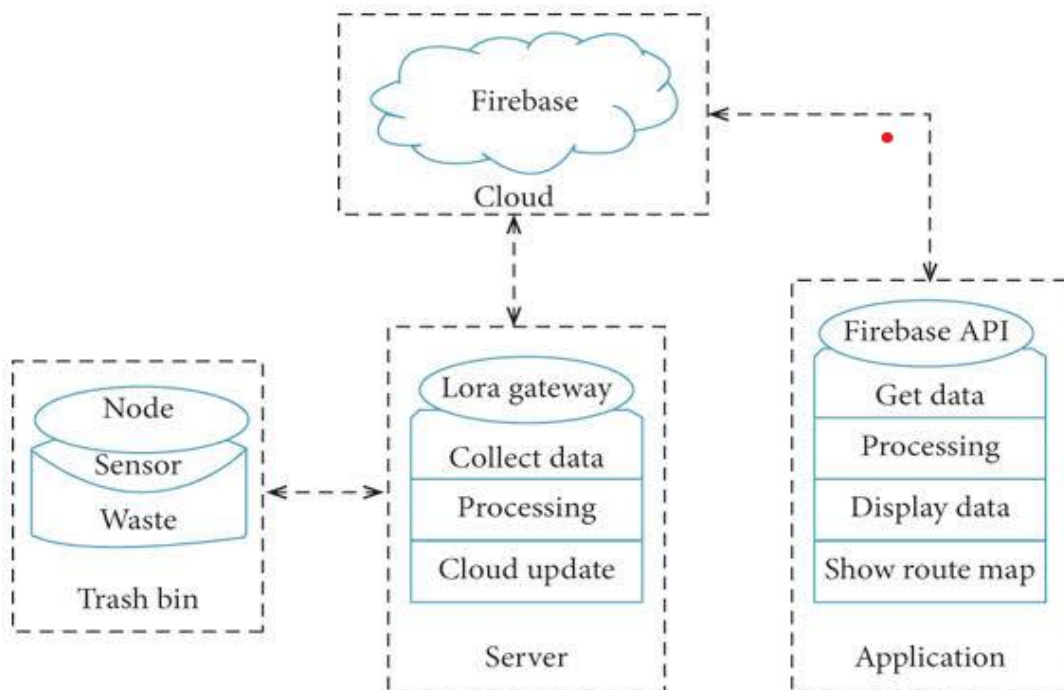 Firebase
Cloud
Node
Sensor
Waste
Trash bin
Lora gateway
Collect data
Processing
Cloud update
Server
Firebase API
Get data
Processing
Display data
Show route map
Application